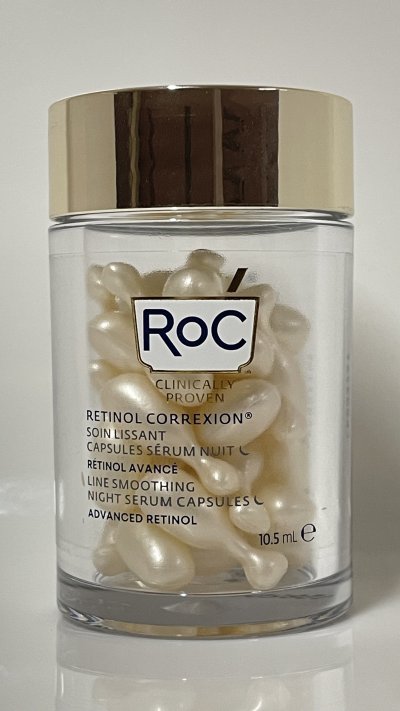 RoC
CLINICALLY
PROVEN
RETINOL CORREXION®
SOIN LISSANT
CAPSULES SÉRUM NUIT
RÉTINOL AVANCÉ
LINE SMOOTHING
NIGHT SERUM CAPSULES
ADVANCED RETINOL
10.5 mL ℮